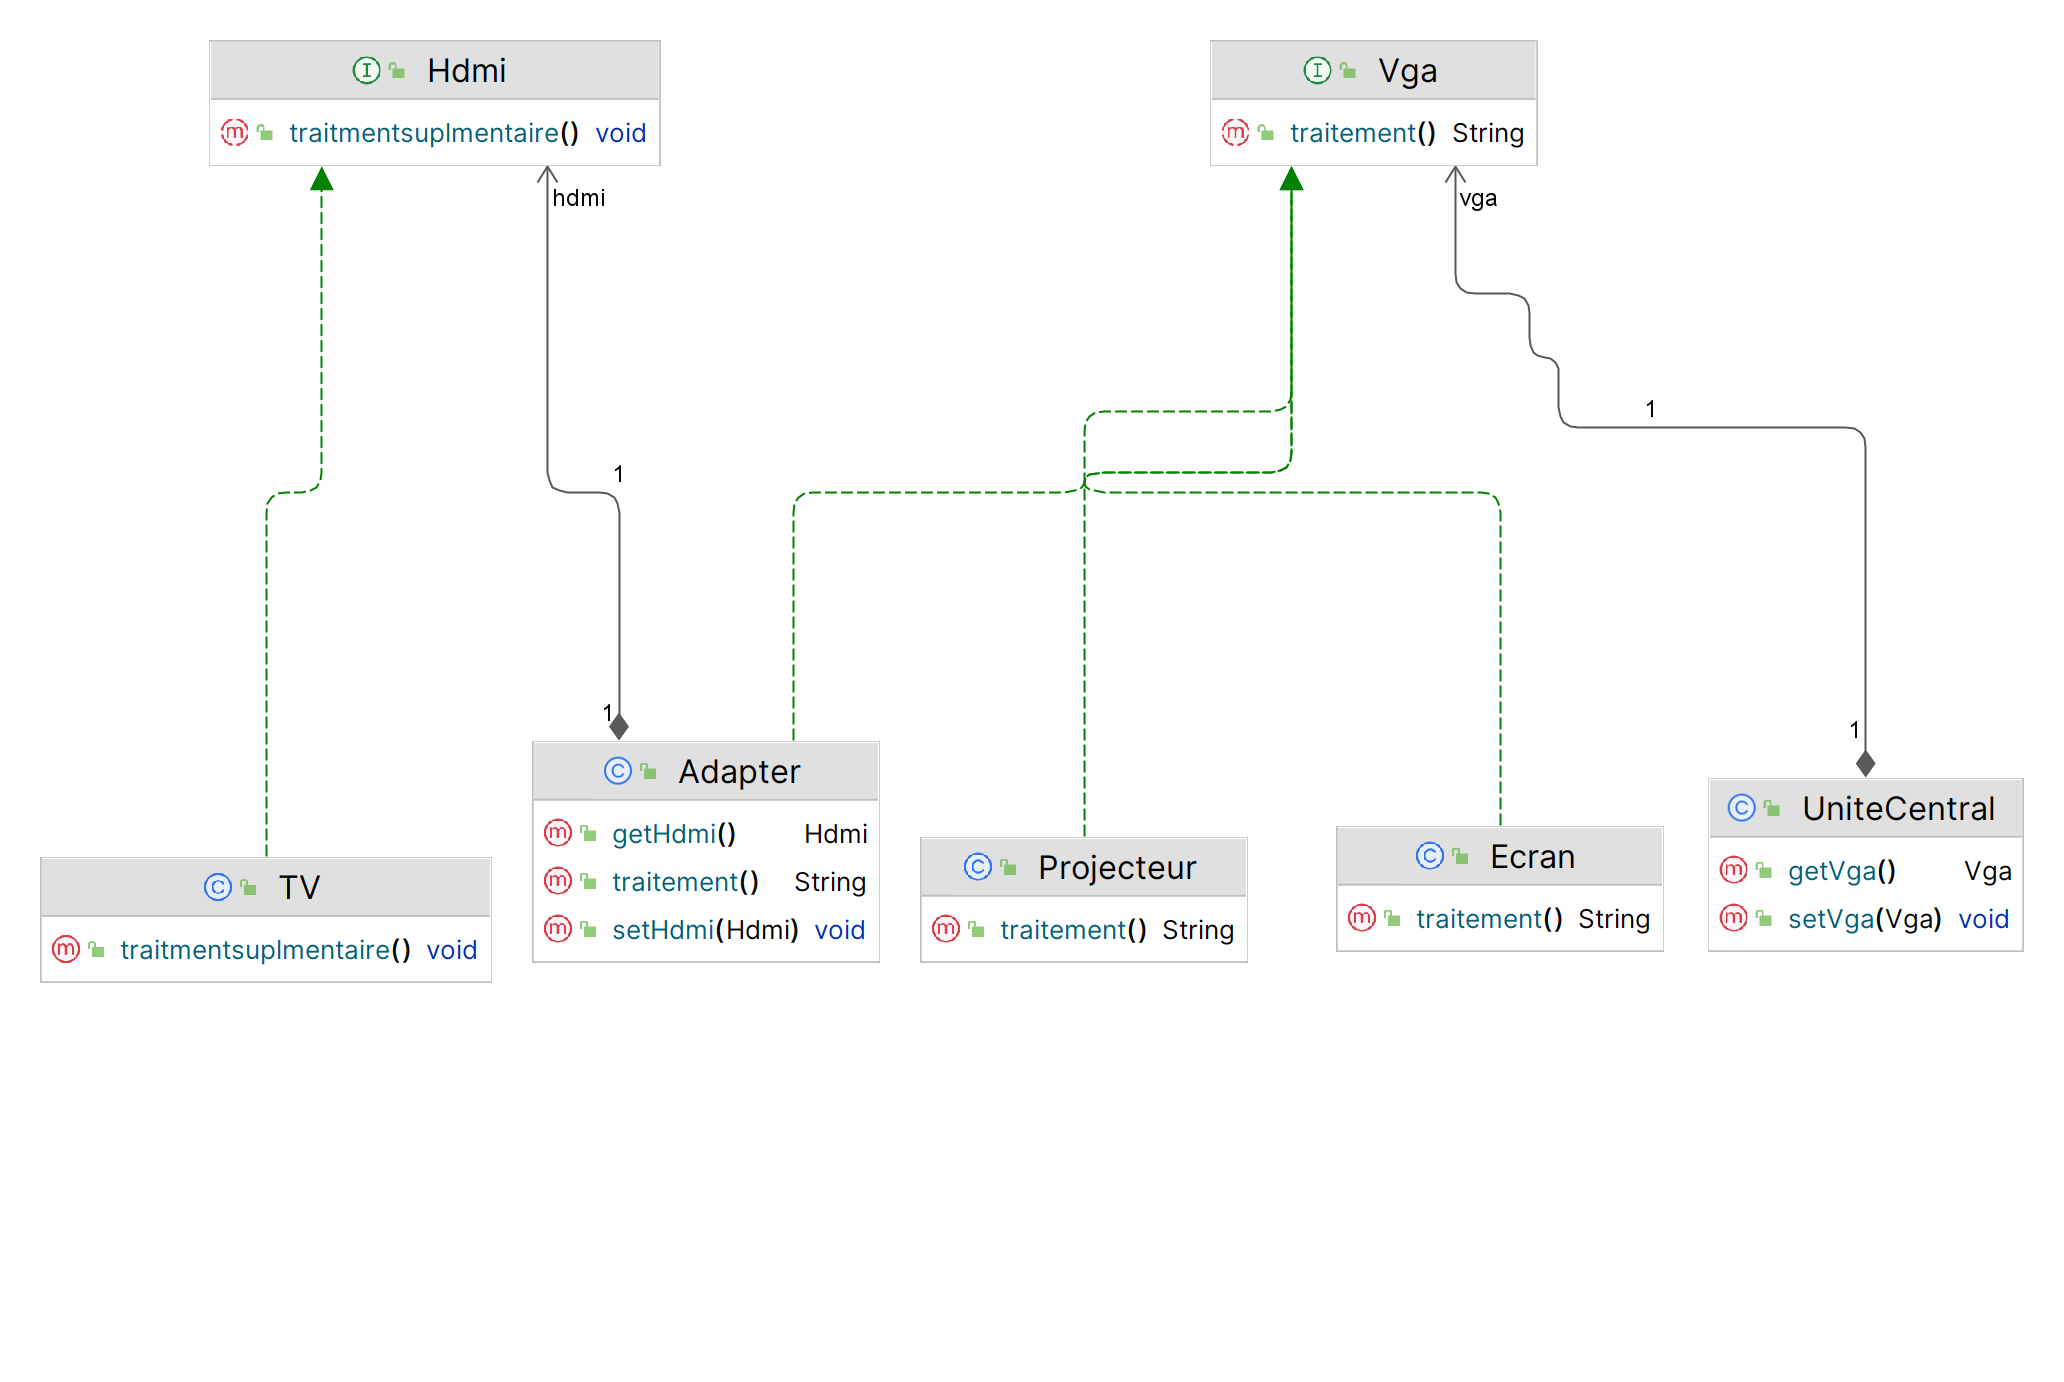 Hdmi
traitmentsuplmentaire() void
Vga
traitement() String
hdmi
vga
1
1
1
1
TV
traitmentsuplmentaire() void
Adapter
getHdmi() Hdmi
traitement() String
setHdmi(Hdmi) void
Projecteur
traitement() String
Ecran
traitement() String
UniteCentral
getVga() Vga
setVga(Vga) void